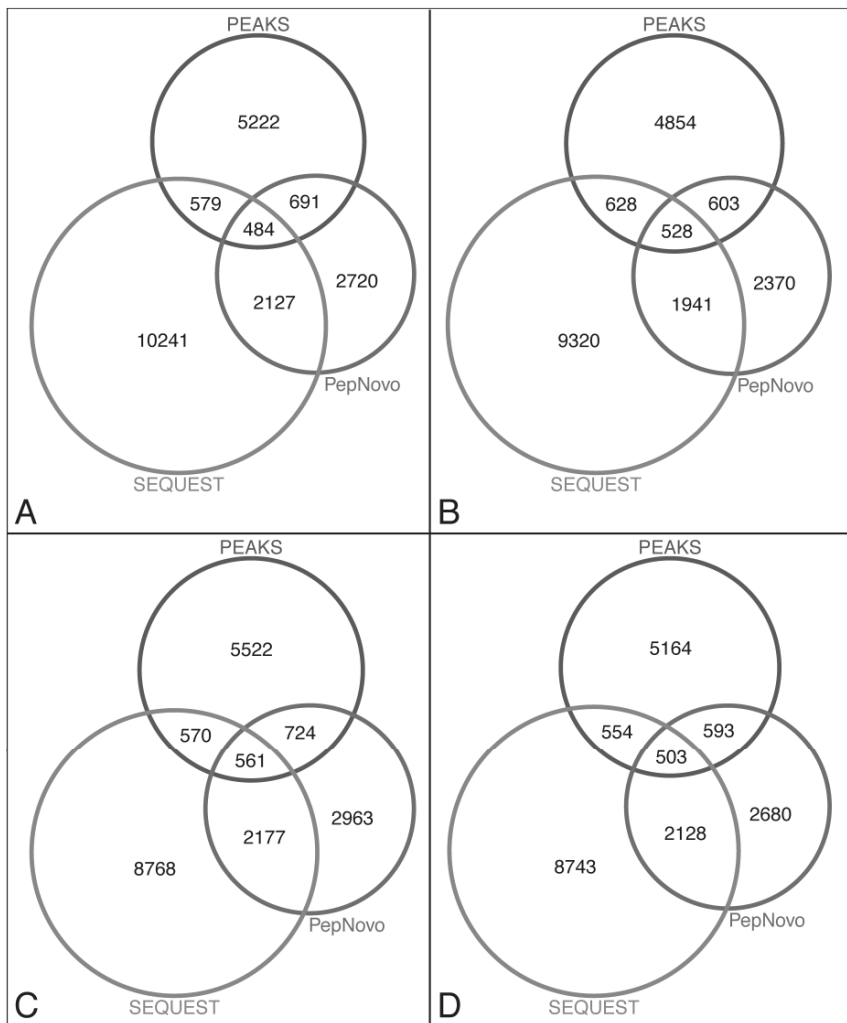 PEAKS
5222
579
691
484
2720
2127
10241
PepNovo
SEQUEST
A
PEAKS
4854
628
603
528
2370
1941
9320
PepNovo
SEQUEST
B
PEAKS
5522
570
724
561
2963
2177
8768
PepNovo
SEQUEST
C
PEAKS
5164
554
593
503
2680
2128
8743
PepNovo
SEQUEST
D